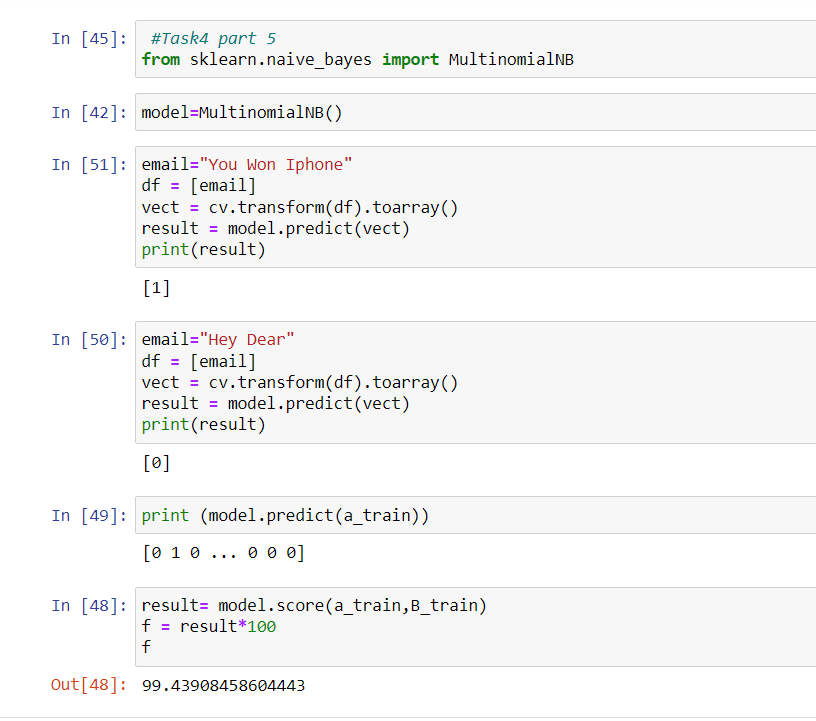 In [45]: #Task4 part 5
from sklearn.naive_bayes import MultinomialNB
In [42]: model=MultinomialNB()
In [51]: email="You Won Iphone"
df = [email]
vect = cv.transform(df).toarray()
result = model.predict(vect)
print(result)
[1]
In [50]: email="Hey Dear"
df = [email]
vect = cv.transform(df).toarray()
result = model.predict(vect)
print(result)
[0]
In [49]: print (model.predict(a_train))
[0 1 0 ... 0 0 0]
In [48]: result= model.score(a_train,B_train)
f = result*100
f
Out[48]: 99.43908458604443